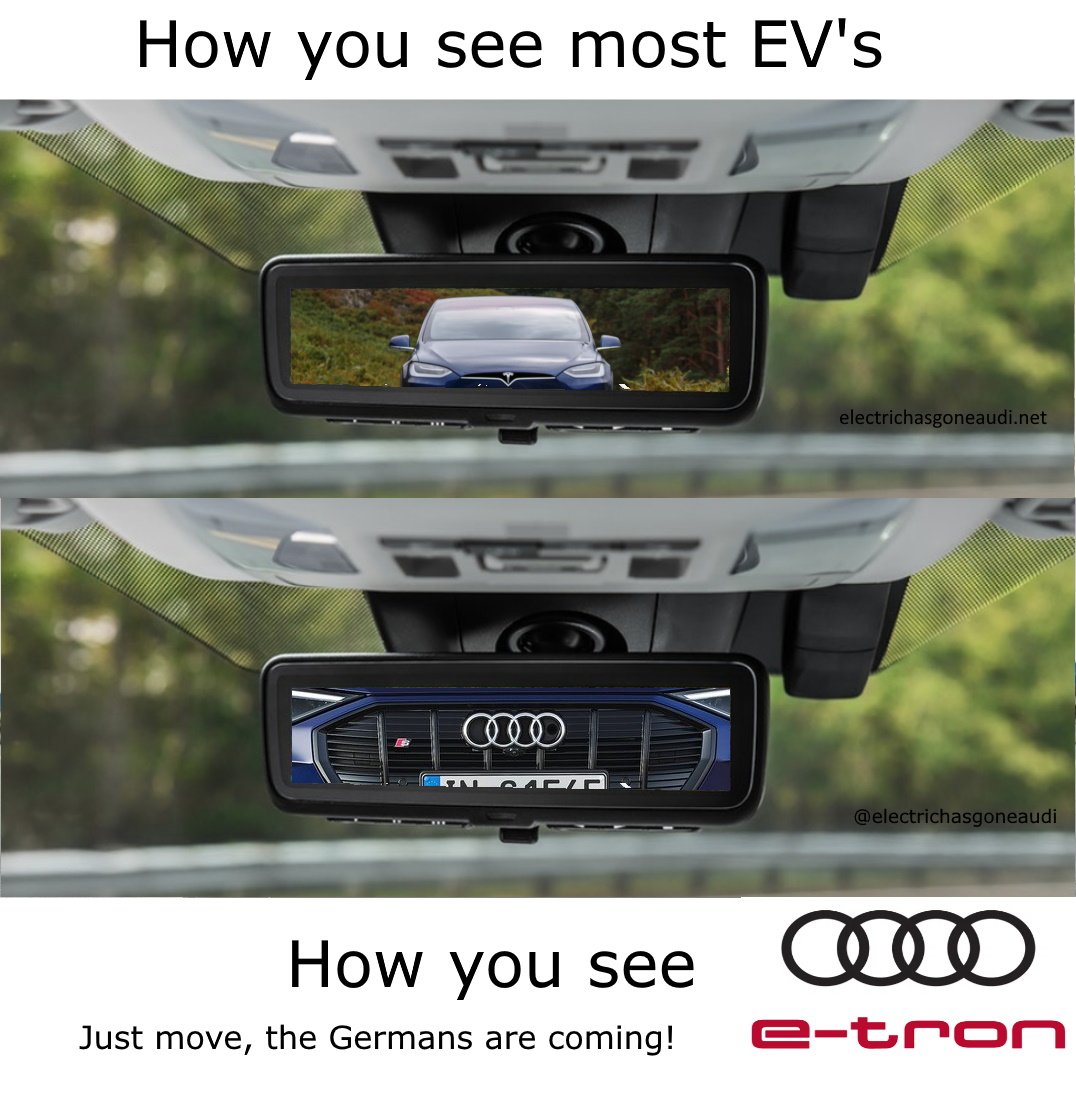 How you see most EV's
electrichasgoneaudi.net
@electrichasgoneaudi
How you see
e-tron
Just move, the Germans are coming!